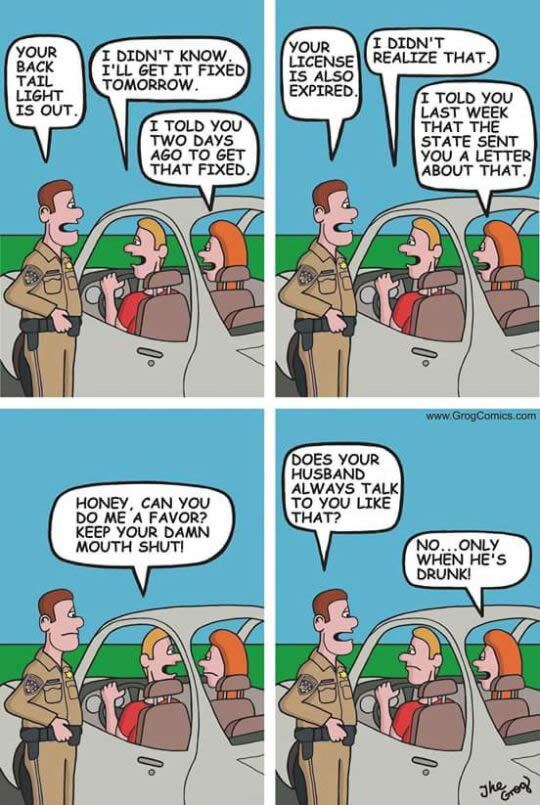 YOUR
BACK
TAIL
LIGHT
IS OUT.
I DIDN'T KNOW.
I'LL GET IT FIXED
TOMORROW.
I TOLD YOU
TWO DAYS
AGO TO GET
THAT FIXED.
YOUR
LICENSE
IS ALSO
EXPIRED.
I DIDN'T
REALIZE THAT.
I TOLD YOU
LAST WEEK
THAT THE
STATE SENT
YOU A LETTER
ABOUT THAT.
HONEY, CAN YOU
DO ME A FAVOR?
KEEP YOUR DAMN
MOUTH SHUT!
www.GrogComics.com
DOES YOUR
HUSBAND
ALWAYS TALK
TO YOU LIKE
THAT?
NO...ONLY
WHEN HE'S
DRUNK!
The
Grog